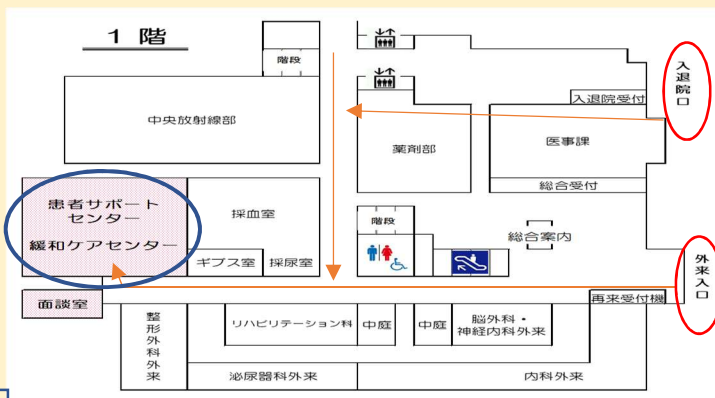 1 階
階段
入退院口
入退院受付
中央放射線部
薬剤部
医事課
総合受付
患者サポート
センター
緩和ケアセンター
採血室
階段
総合案内
ギプス室
採尿室
外来入口
面談室
再来受付機
整形外科外来
リハビリテーション科
中庭
中庭
脳外科・
神経内科外来
泌尿器科外来
内科外来